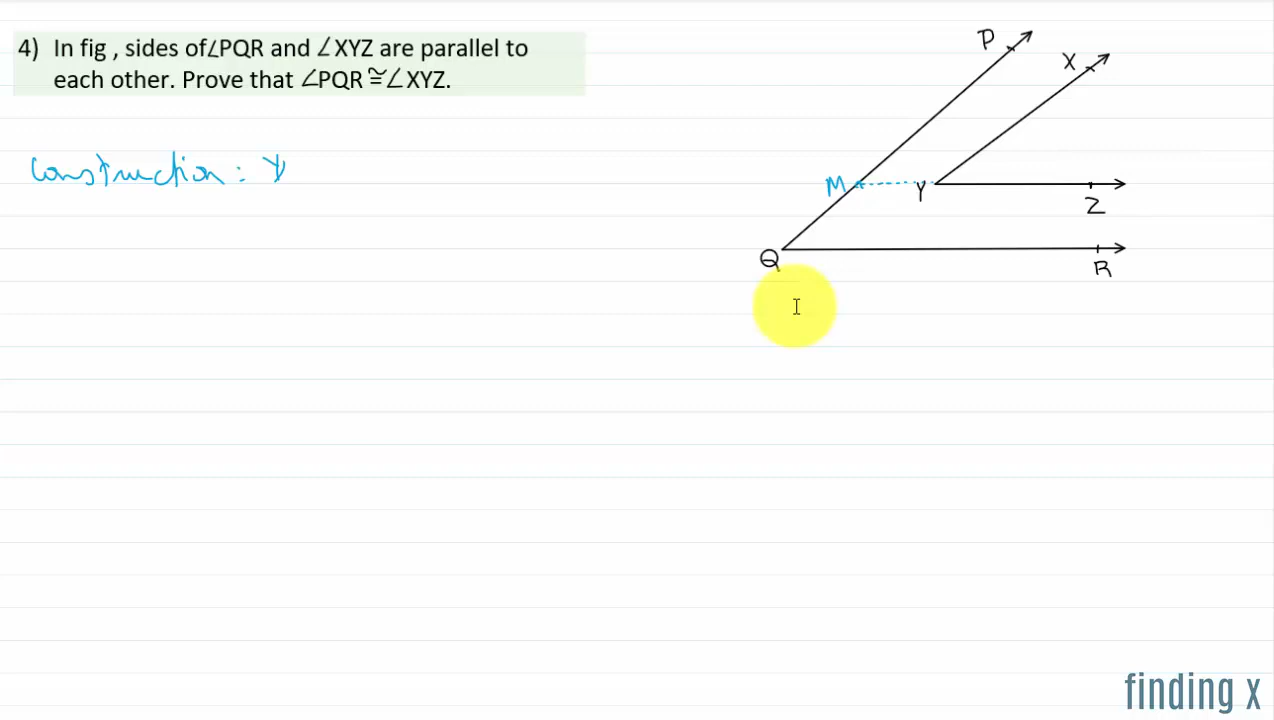 4) In fig , sides of∠PQR and ∠XYZ are parallel to
each other. Prove that ∠PQR ≅∠XYZ.
P
X
construction: Y
M
Y
Z
Q
R
finding x